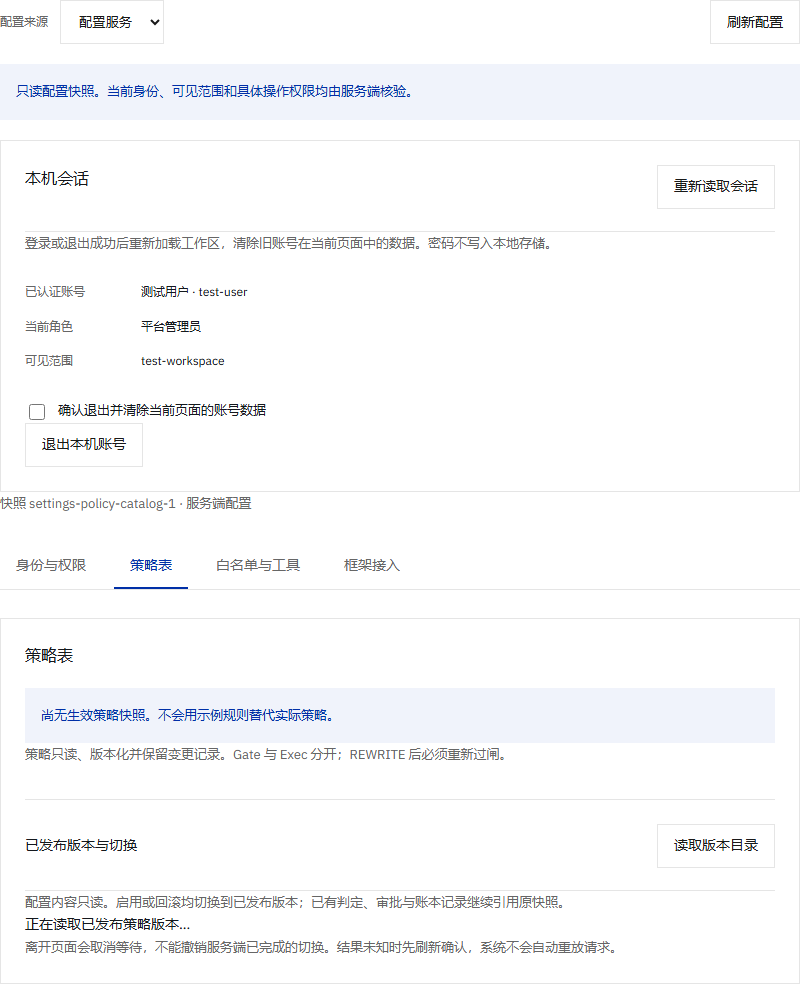 配置来源 配置服务 刷新配置
只读配置快照。当前身份、可见范围和具体操作权限均由服务端核验。
本机会话 重新读取会话
登录或退出成功后重新加载工作区，清除旧账号在当前页面中的数据。密码不写入本地存储。
已认证账号 测试用户 · test-user
当前角色 平台管理员
可见范围 test-workspace
确认退出并清除当前页面的账号数据
退出本机账号
快照 settings-policy-catalog-1 · 服务端配置
身份与权限 策略表 白名单与工具 框架接入
策略表
尚无生效策略快照。不会用示例规则替代实际策略。
策略只读、版本化并保留变更记录。Gate 与 Exec 分开；REWRITE 后必须重新过闸。
已发布版本与切换 读取版本目录
配置内容只读。启用或回滚均切换到已发布版本；已有判定、审批与账本记录继续引用原快照。
正在读取已发布策略版本...
离开页面会取消等待，不能撤销服务端已完成的切换。结果未知时先刷新确认，系统不会自动重放请求。